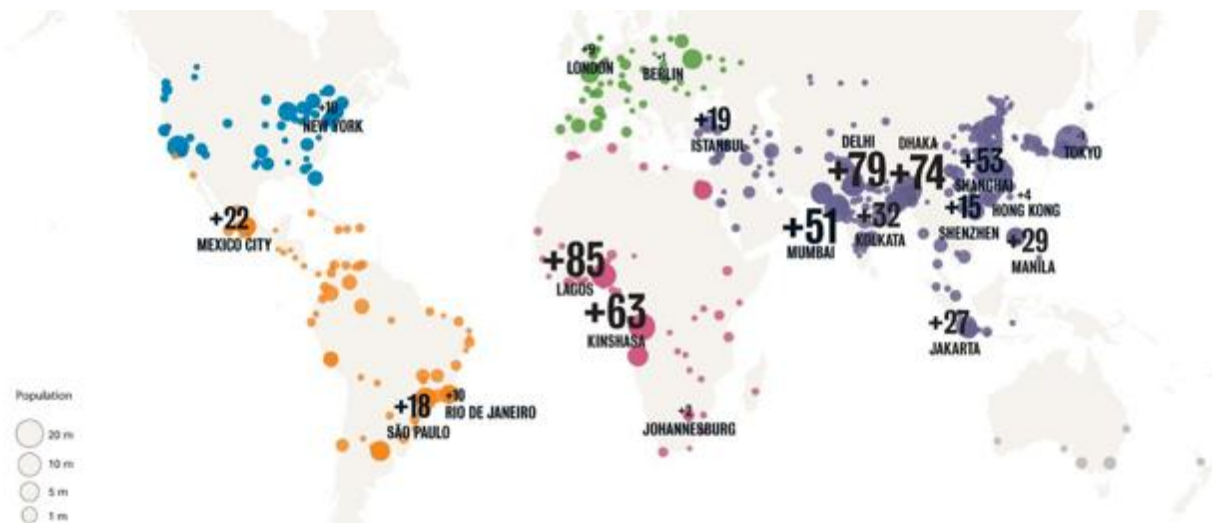 +9
LONDON
+1
BERLIN
+10
NEW YORK
+19
ISTANBUL
DELHI
+79
DHAKA
+74
+53
SHANGHAI
TOKYO
+4
HONG KONG
+15
SHENZHEN
+32
KOLKATA
+51
MUMBAI
+29
MANILA
+22
MEXICO CITY
+85
LAGOS
+63
KINSHASA
+27
JAKARTA
+18
SÃO PAULO
+10
RIO DE JANEIRO
+2
JOHANNESBURG
Population
20 m
10 m
5 m
1 m